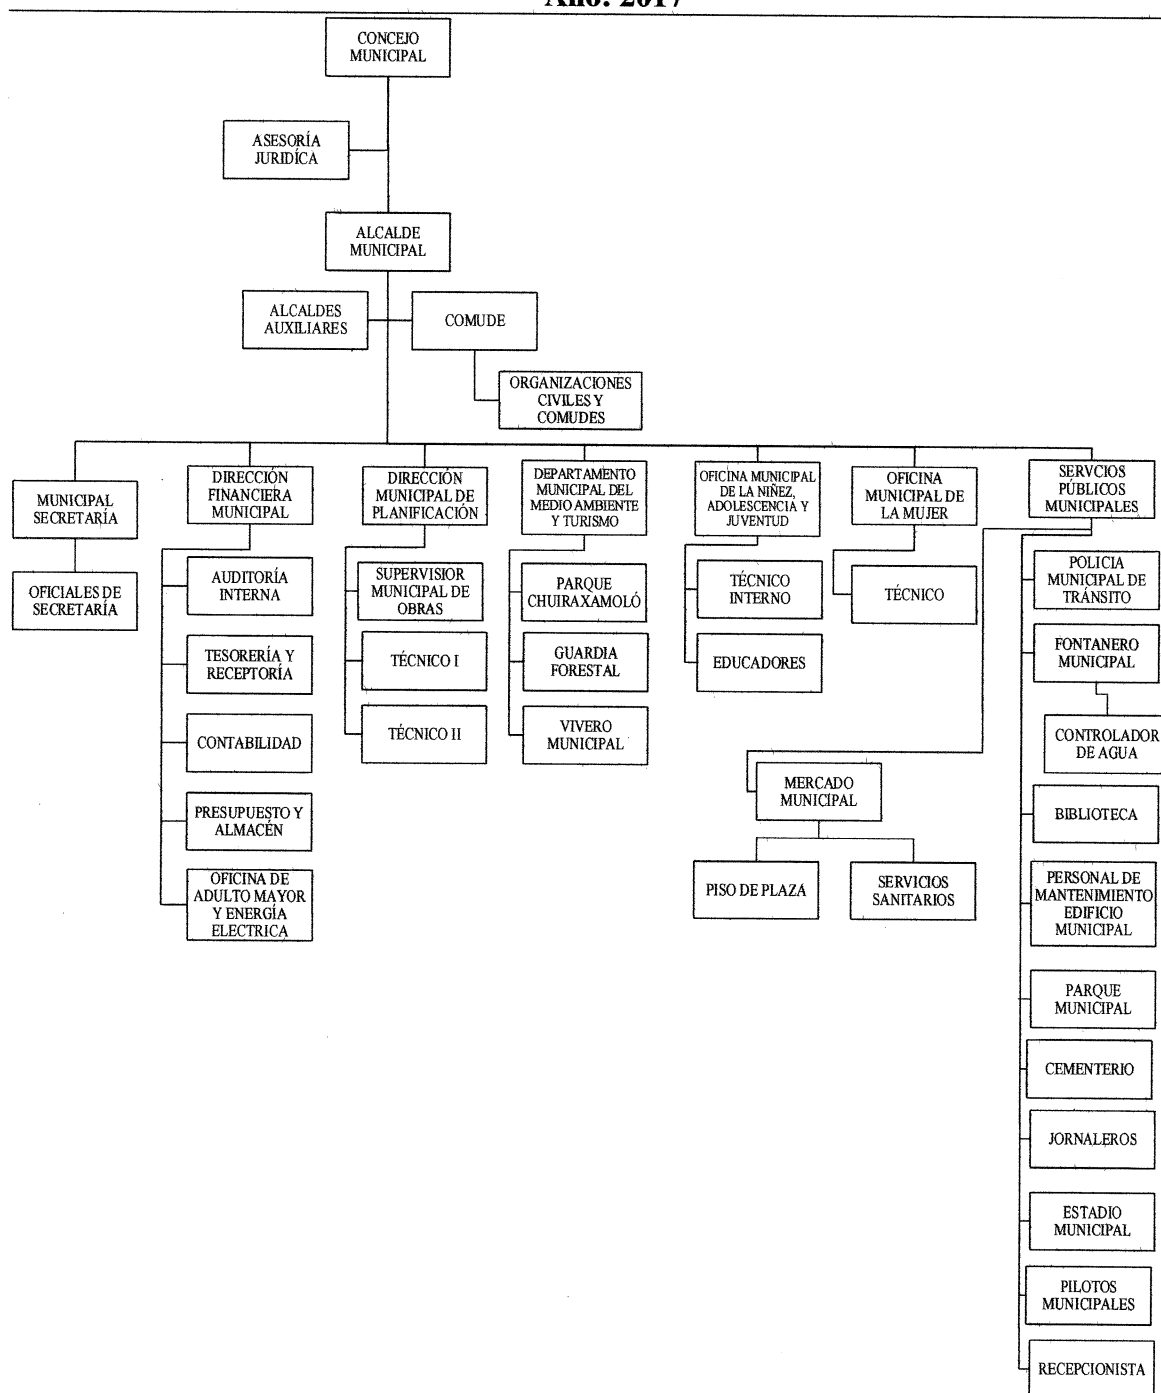 Año: 2017
CONCEJO
MUNICIPAL
ASESORÍA
JURIDÍCA
ALCALDE
MUNICIPAL
ALCALDES
AUXILIARES
COMUDE
ORGANIZACIONES
CIVILES Y
COMUDES
MUNICIPAL
SECRETARÍA
OFICIALES DE
SECRETARÍA
DIRECCIÓN
FINANCIERA
MUNICIPAL
AUDITORÍA
INTERNA
TESORERÍA Y
RECEPTORÍA
CONTABILIDAD
PRESUPUESTO Y
ALMACÉN
OFICINA DE
ADULTO MAYOR
Y ENERGÍA
ELECTRICA
DIRECCIÓN
MUNICIPAL DE
PLANIFICACIÓN
SUPERVISIOR
MUNICIPAL DE
OBRAS
TÉCNICO I
TÉCNICO II
DEPARTAMENTO
MUNICIPAL DEL
MEDIO AMBIENTE
Y TURISMO
PARQUE
CHUIRAXAMOLÓ
GUARDIA
FORESTAL
VIVERO
MUNICIPAL
OFICINA MUNICIPAL
DE LA NIÑEZ,
ADOLESCENCIA Y
JUVENTUD
TÉCNICO
INTERNO
EDUCADORES
OFICINA
MUNICIPAL DE
LA MUJER
TÉCNICO
SERVCIOS
PÚBLICOS
MUNICIPALES
MERCADO
MUNICIPAL
PISO DE PLAZA
SERVICIOS
SANITARIOS
POLICIA
MUNICIPAL DE
TRÁNSITO
FONTANERO
MUNICIPAL
CONTROLADOR
DE AGUA
BIBLIOTECA
PERSONAL DE
MANTENIMIENTO
EDIFICIO
MUNICIPAL
PARQUE
MUNICIPAL
CEMENTERIO
JORNALEROS
ESTADIO
MUNICIPAL
PILOTOS
MUNICIPALES
RECEPCIONISTA